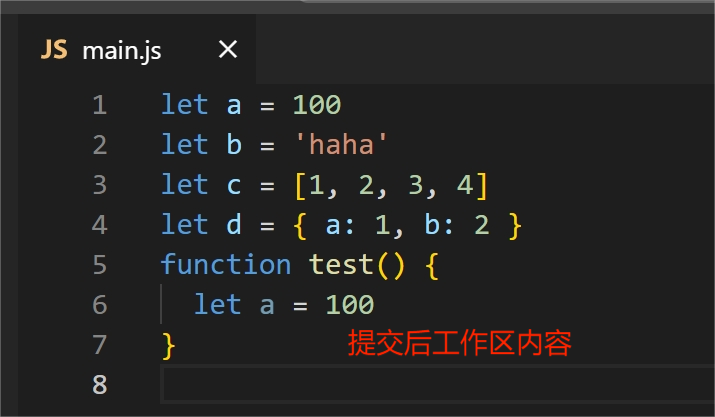 JS main.js ×
1 let a = 100
2 let b = 'haha'
3 let c = [1, 2, 3, 4]
4 let d = { a: 1, b: 2 }
5 function test() {
6   let a = 100
7 } 提交后工作区内容
8